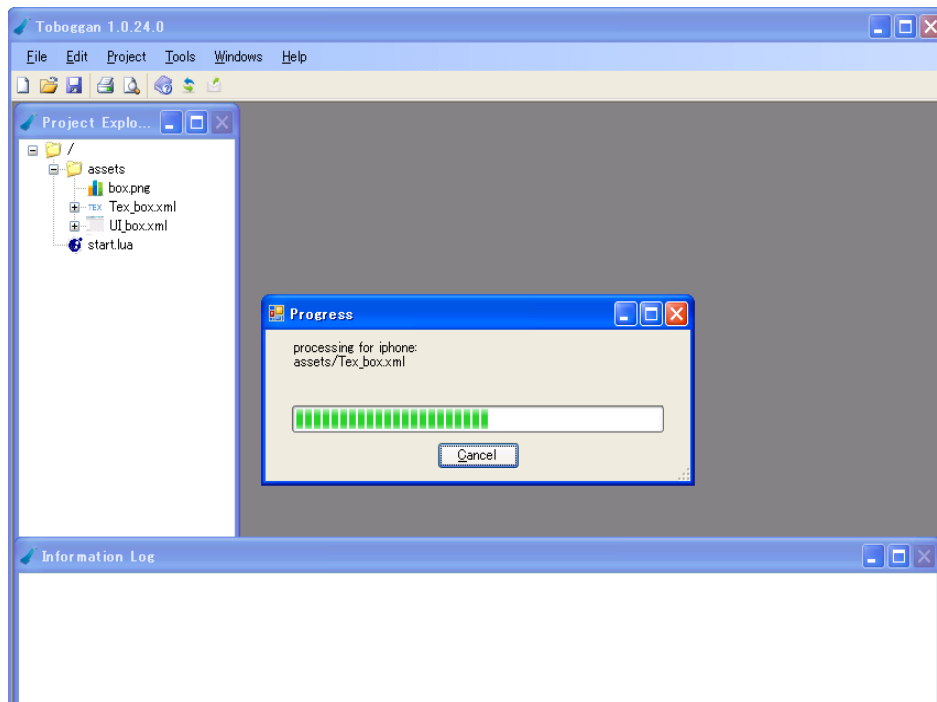 Toboggan 1.0.24.0
File Edit Project Tools Windows Help
Project Explo...
/
assets
box.png
TEX Tex_box.xml
UI_box.xml
start.lua
Progress
processing for iphone:
assets/Tex_box.xml
Cancel
Information Log